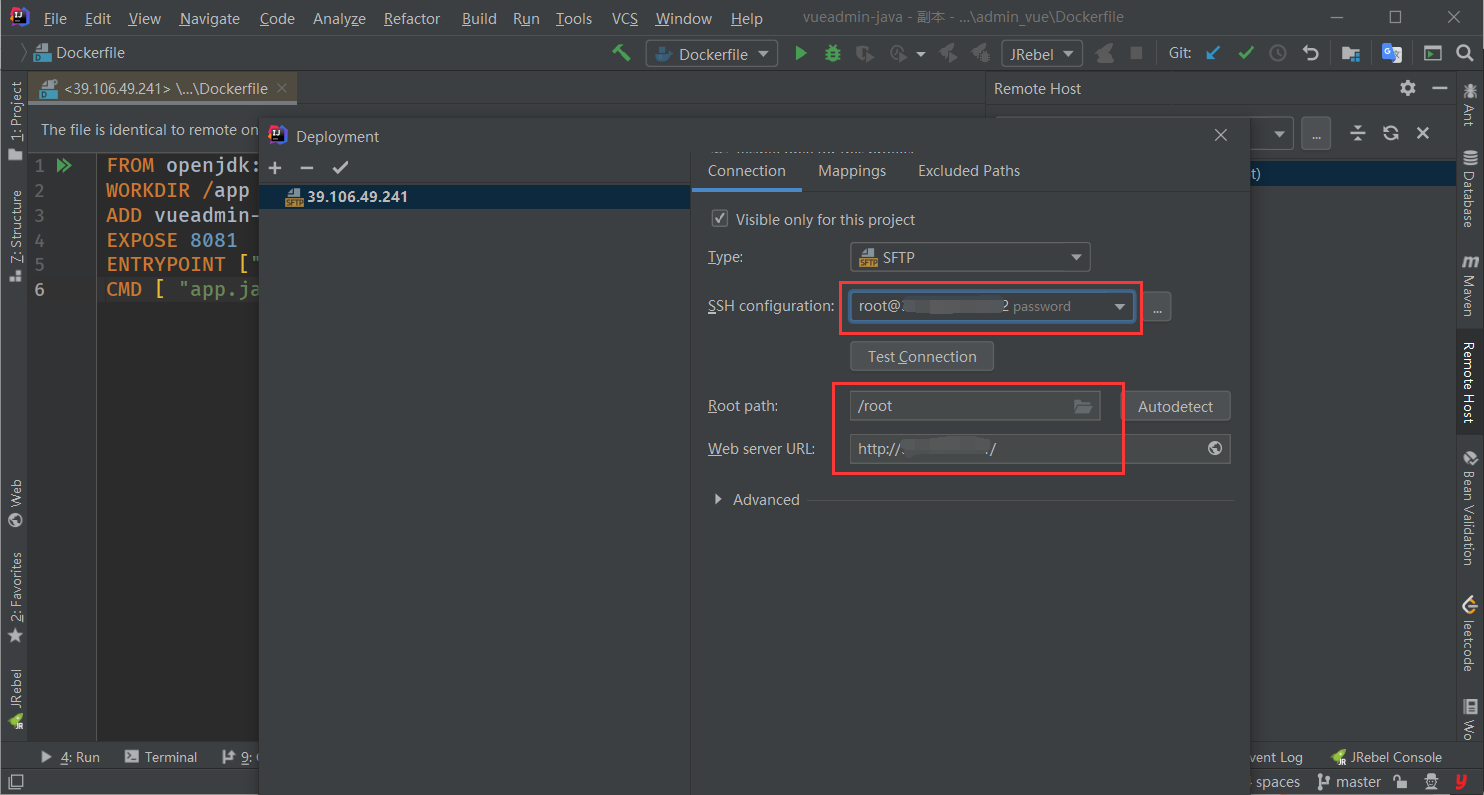 File Edit View Navigate Code Analyze Refactor Build Run Tools VCS Window Help vueadmin-java - 副本 - ...\admin_vue\Dockerfile
Dockerfile Dockerfile JRebel Git:
<39.106.49.241> \...\Dockerfile
Remote Host
The file is identical to remote on
Deployment
1 FROM openjdk:
2 WORKDIR /app
3 ADD vueadmin-
4 EXPOSE 8081
5 ENTRYPOINT ["
6 CMD [ "app.ja
39.106.49.241
Connection Mappings Excluded Paths
Visible only for this project
Type: SFTP
SSH configuration: root@ 2 password ...
Test Connection
Root path: /root Autodetect
Web server URL: http:// ./
Advanced
...
t)
1: Project
7: Structure
Web
2: Favorites
JRebel
Ant
Database
Maven
Remote Host
Bean Validation
leetcode
Wo
4: Run Terminal 9: vent Log JRebel Console
spaces master